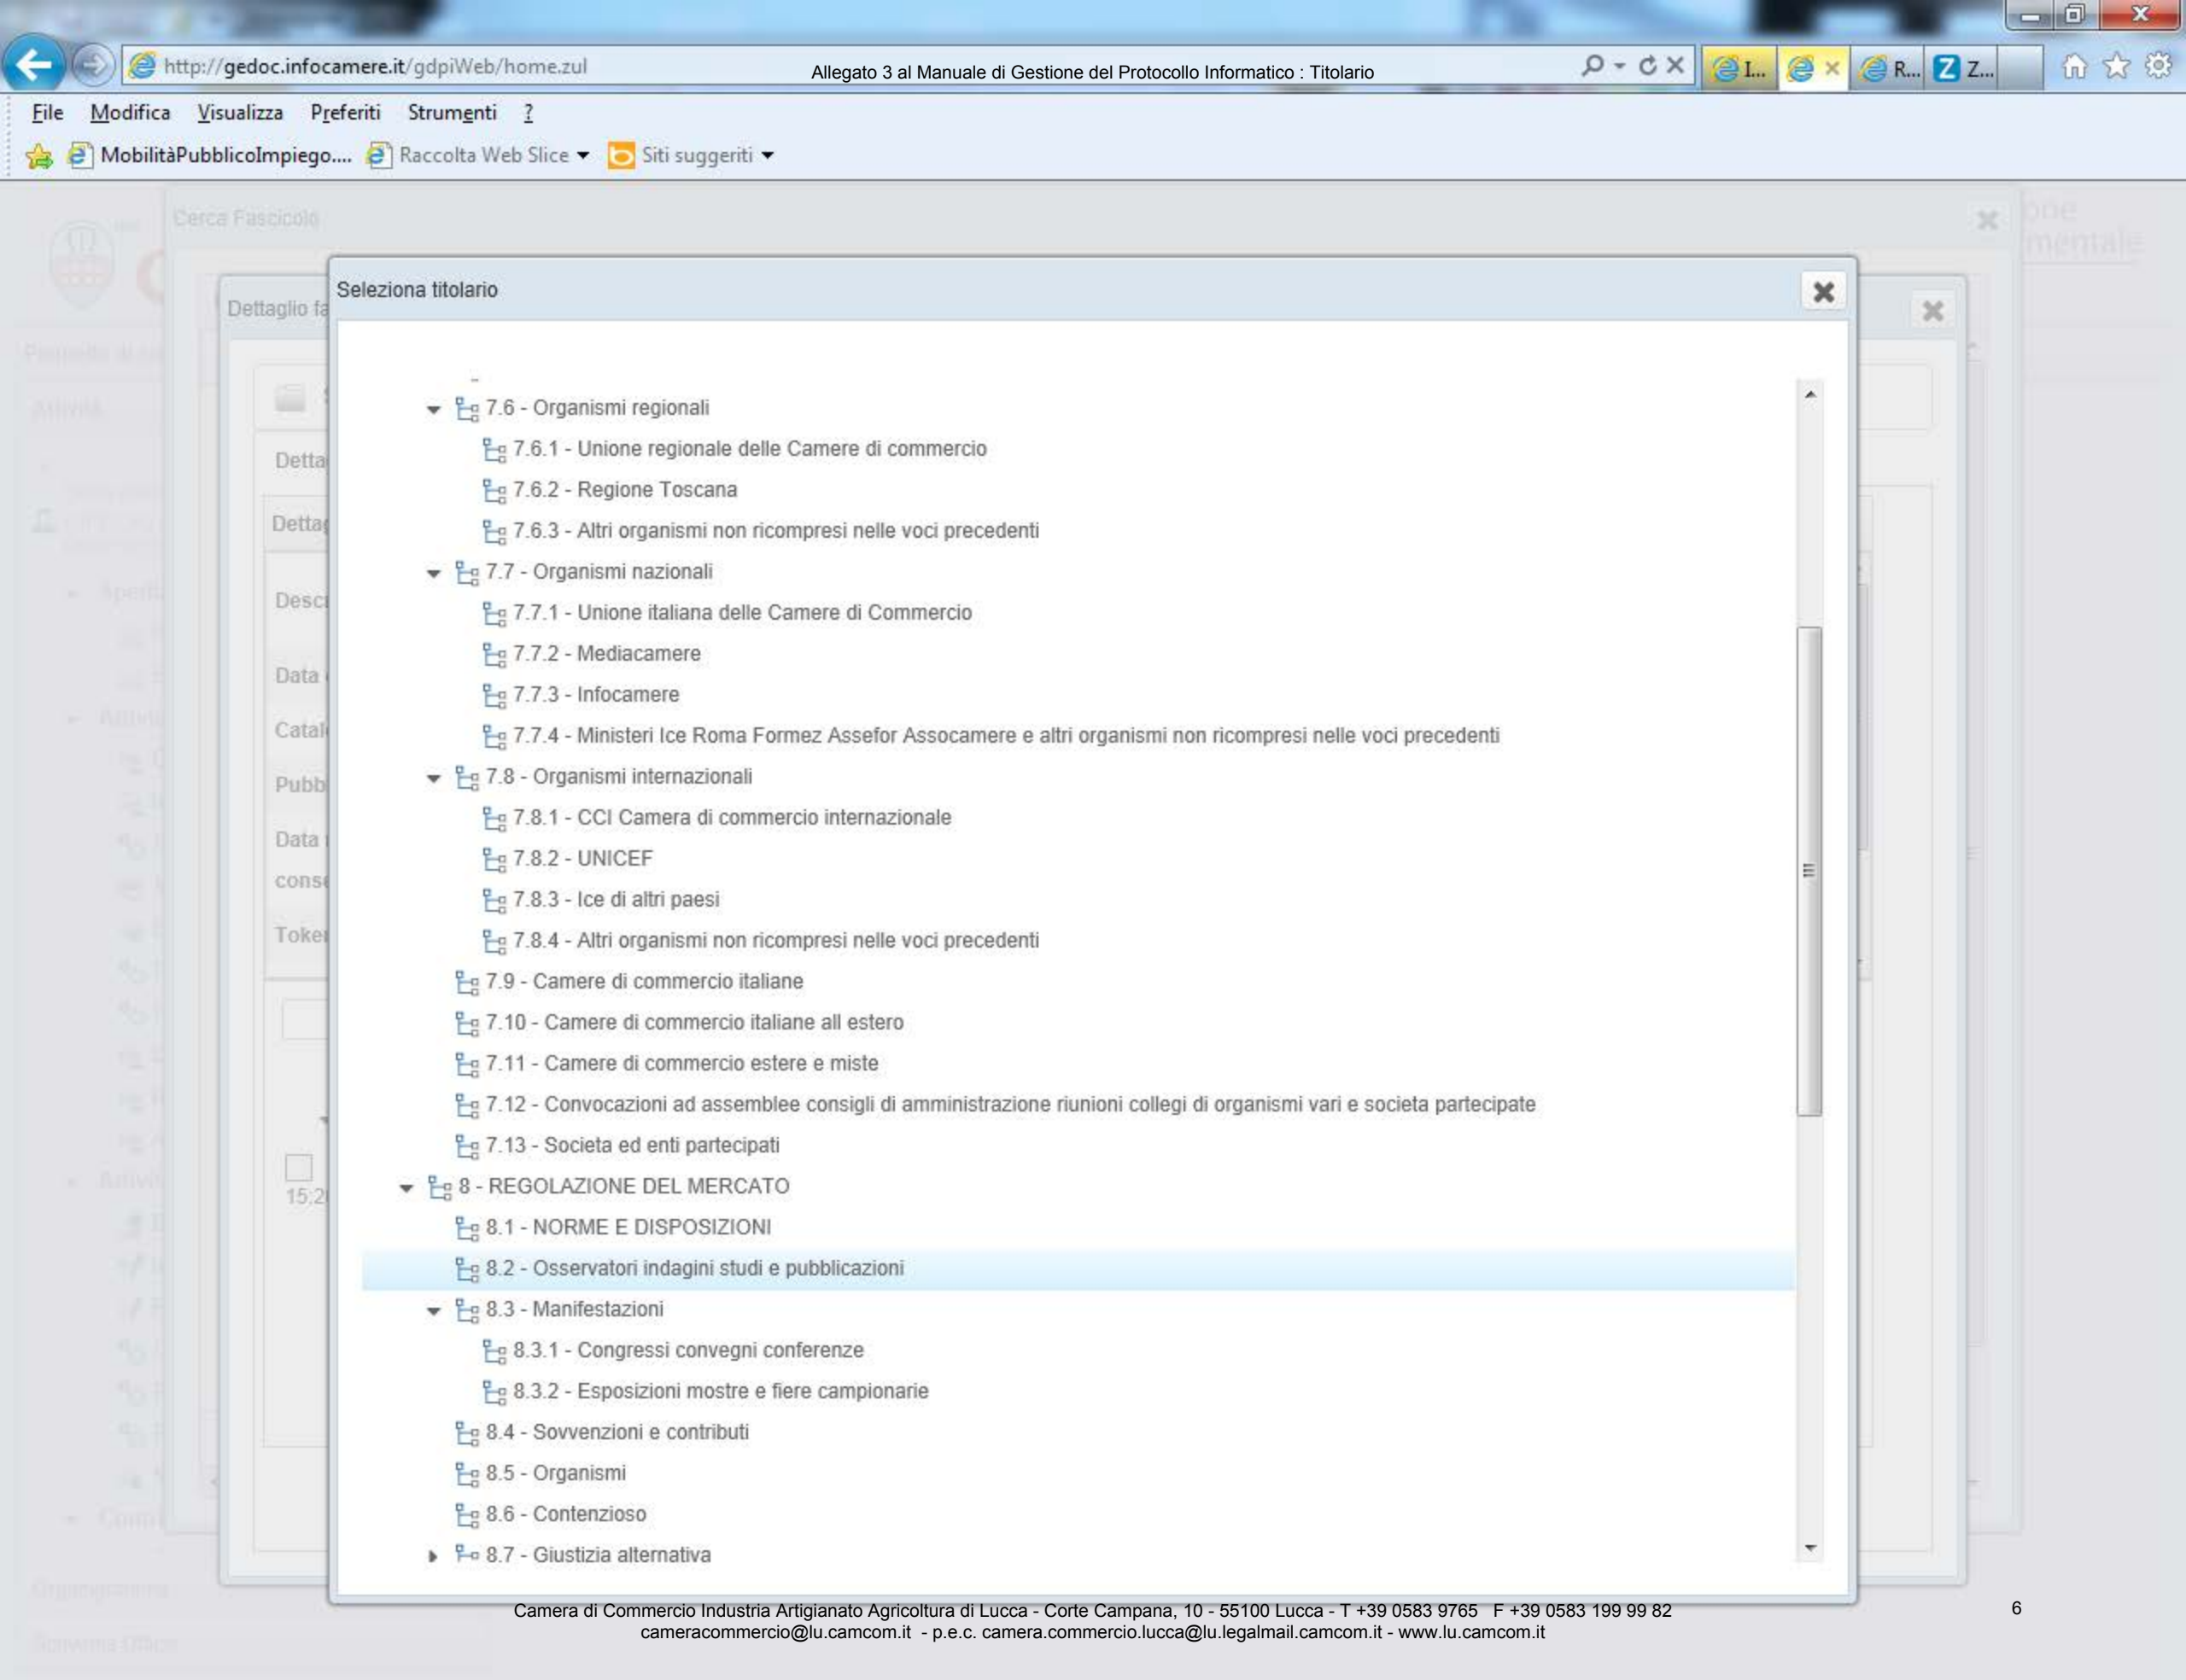 http://gedoc.infocamere.it/gdpiWeb/home.zul
Allegato 3 al Manuale di Gestione del Protocollo Informatico : Titolario
I...
R...
Z Z...
File Modifica Visualizza Preferiti Strumenti ?
MobilitàPubblicoImpiego.... Raccolta Web Slice Siti suggeriti
Cerca Fascicolo
Seleziona titolario
Dettaglio fa
7.6 - Organismi regionali
7.6.1 - Unione regionale delle Camere di commercio
Detta
7.6.2 - Regione Toscana
Dettag
7.6.3 - Altri organismi non ricompresi nelle voci precedenti
7.7 - Organismi nazionali
Descr
7.7.1 - Unione italiana delle Camere di Commercio
7.7.2 - Mediacamere
Data
7.7.3 - Infocamere
Catal
7.7.4 - Ministeri Ice Roma Formez Assefor Assocamere e altri organismi non ricompresi nelle voci precedenti
7.8 - Organismi internazionali
Pubb
7.8.1 - CCI Camera di commercio internazionale
Data
7.8.2 - UNICEF
conse
7.8.3 - Ice di altri paesi
Token
7.8.4 - Altri organismi non ricompresi nelle voci precedenti
7.9 - Camere di commercio italiane
7.10 - Camere di commercio italiane all estero
7.11 - Camere di commercio estere e miste
7.12 - Convocazioni ad assemblee consigli di amministrazione riunioni collegi di organismi vari e societa partecipate
7.13 - Societa ed enti partecipati
8 - REGOLAZIONE DEL MERCATO
15:2
8.1 - NORME E DISPOSIZIONI
8.2 - Osservatori indagini studi e pubblicazioni
8.3 - Manifestazioni
8.3.1 - Congressi convegni conferenze
8.3.2 - Esposizioni mostre e fiere campionarie
8.4 - Sovvenzioni e contributi
8.5 - Organismi
8.6 - Contenzioso
8.7 - Giustizia alternativa
Camera di Commercio Industria Artigianato Agricoltura di Lucca - Corte Campana, 10 - 55100 Lucca - T +39 0583 9765 F +39 0583 199 99 82
6
cameracommercio@lu.camcom.it - p.e.c. camera.commercio.lucca@lu.legalmail.camcom.it - www.lu.camcom.it